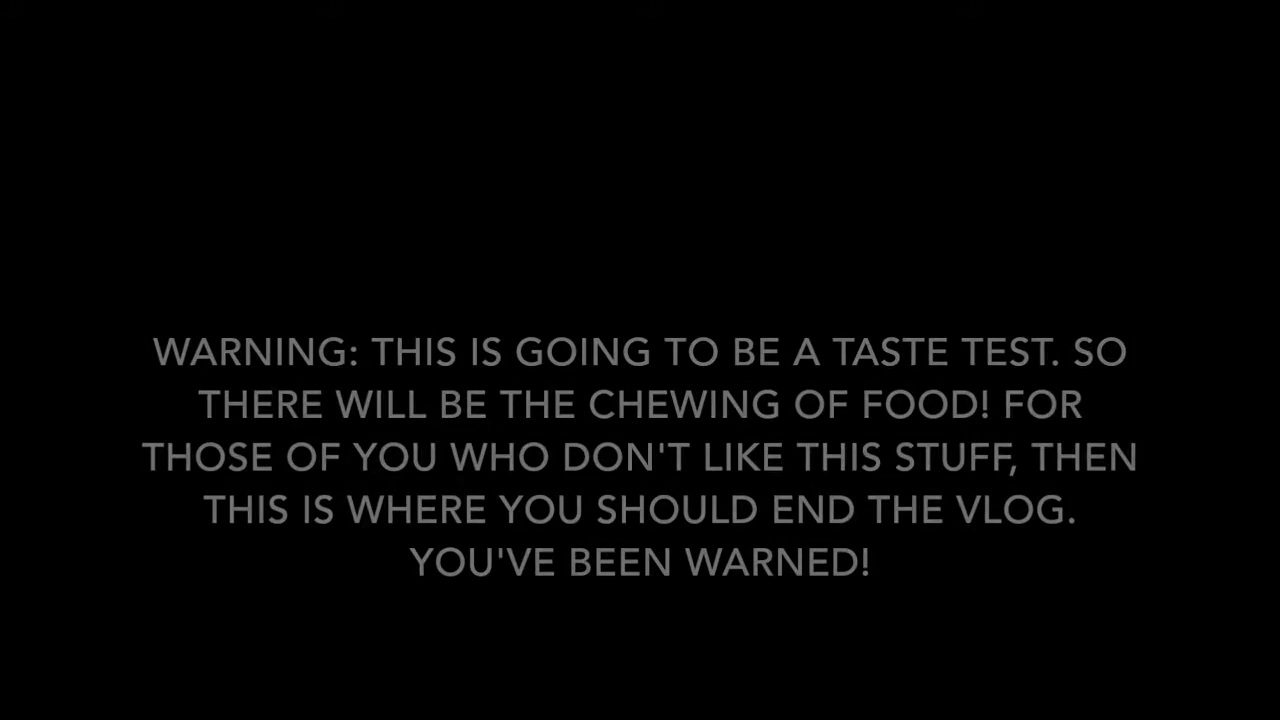 WARNING: THIS IS GOING TO BE A TASTE TEST. SO
THERE WILL BE THE CHEWING OF FOOD! FOR
THOSE OF YOU WHO DON'T LIKE THIS STUFF, THEN
THIS IS WHERE YOU SHOULD END THE VLOG.
YOU'VE BEEN WARNED!